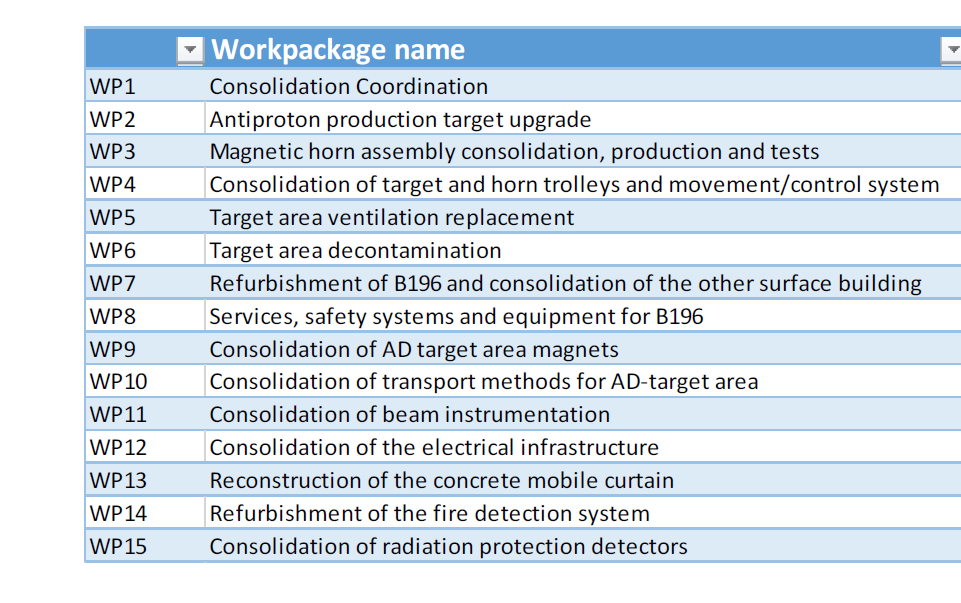 Workpackage name
WP1 Consolidation Coordination
WP2 Antiproton production target upgrade
WP3 Magnetic horn assembly consolidation, production and tests
WP4 Consolidation of target and horn trolleys and movement/control system
WP5 Target area ventilation replacement
WP6 Target area decontamination
WP7 Refurbishment of B196 and consolidation of the other surface building
WP8 Services, safety systems and equipment for B196
WP9 Consolidation of AD target area magnets
WP10 Consolidation of transport methods for AD-target area
WP11 Consolidation of beam instrumentation
WP12 Consolidation of the electrical infrastructure
WP13 Reconstruction of the concrete mobile curtain
WP14 Refurbishment of the fire detection system
WP15 Consolidation of radiation protection detectors